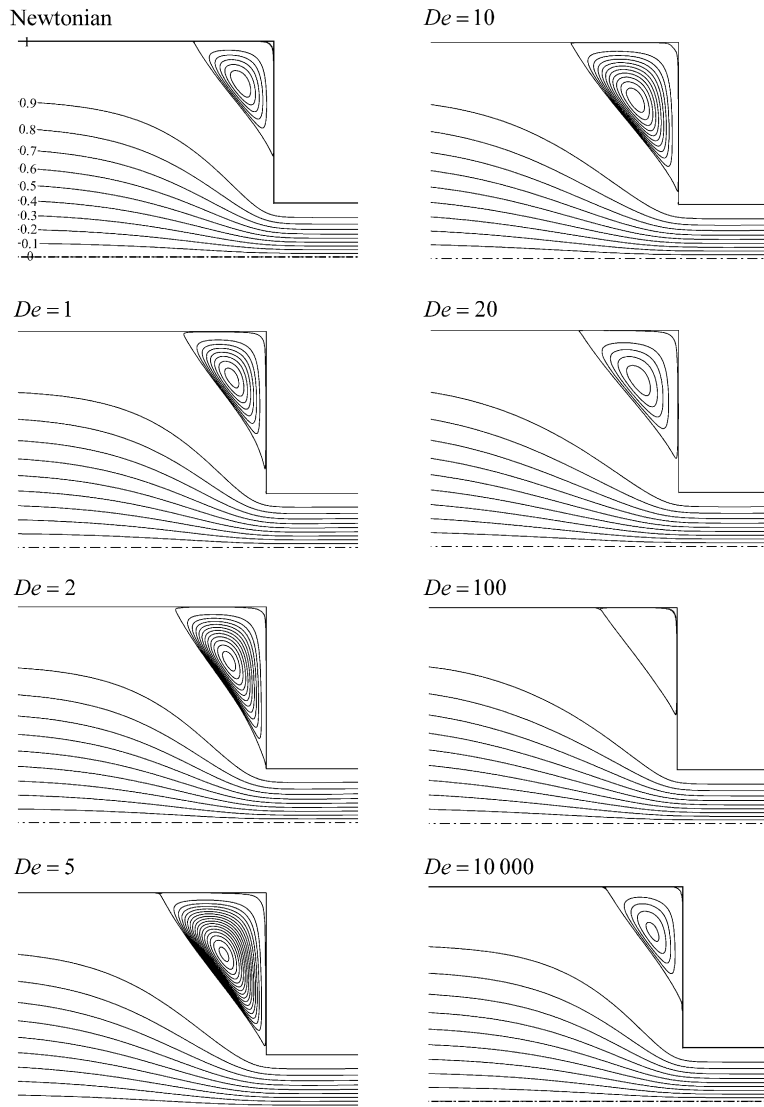 Newtonian
1
0.9
0.8
0.7
0.6
0.5
0.4
0.3
0.2
0.1
0
De = 10
De = 1
De = 20
De = 2
De = 100
De = 5
De = 10 000